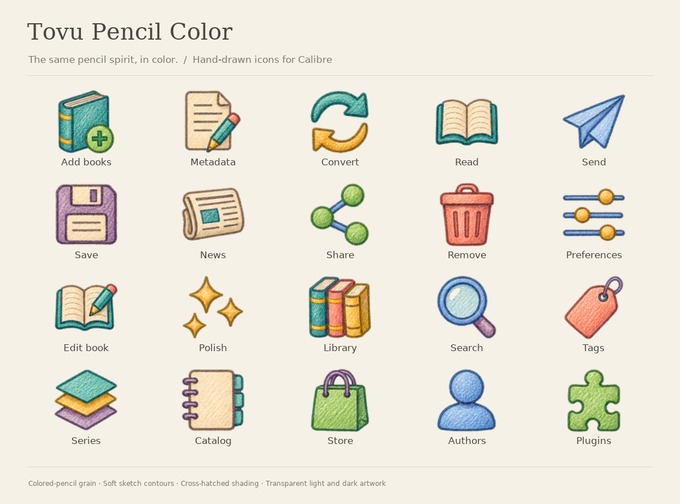 Tovu Pencil Color
The same pencil spirit, in color. / Hand-drawn icons for Calibre
Add books
Metadata
Convert
Read
Send
Save
News
Share
Remove
Preferences
Edit book
Polish
Library
Search
Tags
Series
Catalog
Store
Authors
Plugins
Colored-pencil grain · Soft sketch contours · Cross-hatched shading · Transparent light and dark artwork